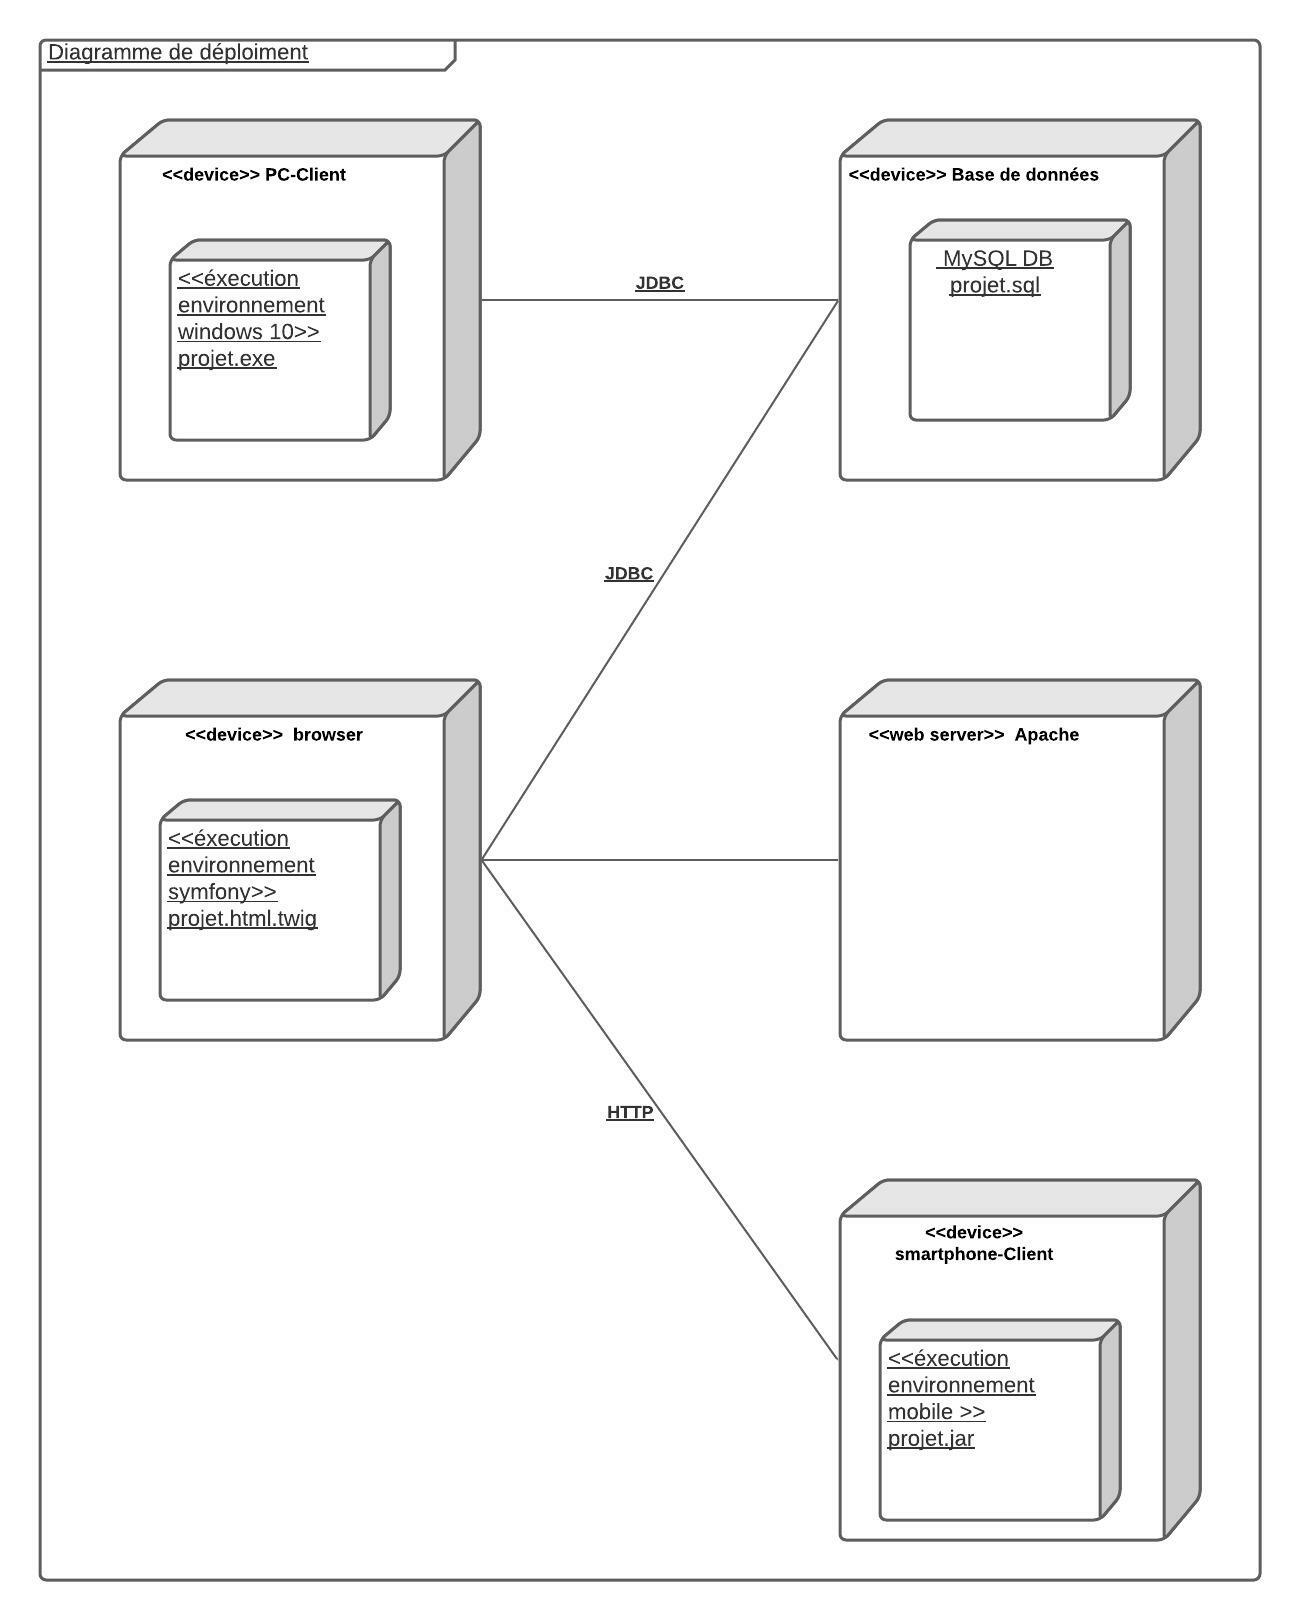 Diagramme de déploiment
<<device>> PC-Client
<<éxecution
environnement
windows 10>>
projet.exe
JDBC
<<device>> Base de données
MySQL DB
projet.sql
JDBC
<<device>> browser
<<éxecution
environnement
symfony>>
projet.html.twig
<<web server>> Apache
HTTP
<<device>>
smartphone-Client
<<éxecution
environnement
mobile >>
projet.jar